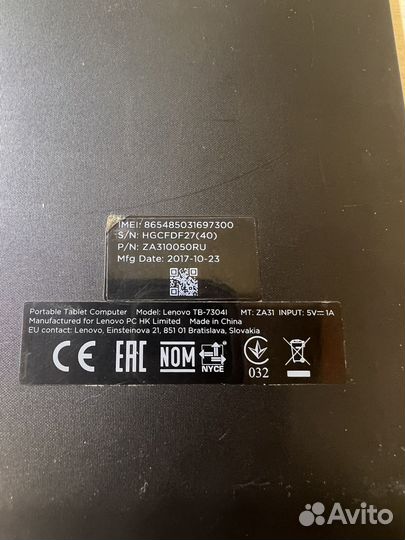 IMEI: 865485031697300
S/N: HGCFDF27(40)
P/N: ZA310050RU
Mfg Date: 2017-10-23
Portable Tablet Computer Model: Lenovo TB-7304I MT: ZA31 INPUT: 5V⎓1A
Manufactured for Lenovo PC HK Limited Made in China
EU contact: Lenovo, Einsteinova 21, 851 01 Bratislava, Slovakia
CE EAC NOM NYCE 032
Avito